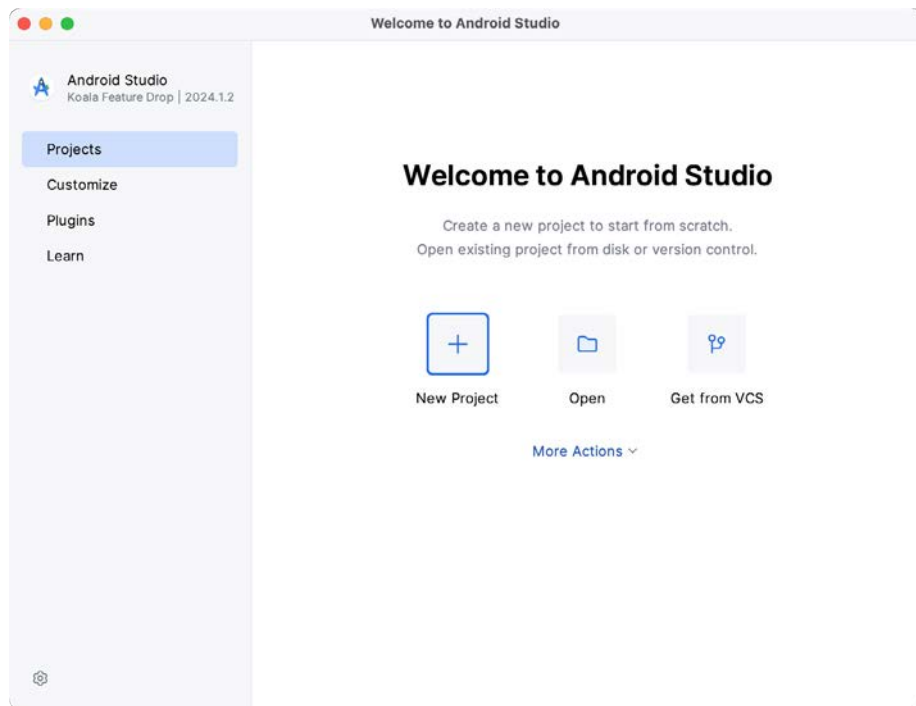 Welcome to Android Studio
Android Studio
Koala Feature Drop | 2024.1.2
Projects
Customize
Plugins
Learn
Welcome to Android Studio
Create a new project to start from scratch.
Open existing project from disk or version control.
New Project
Open
Get from VCS
More Actions